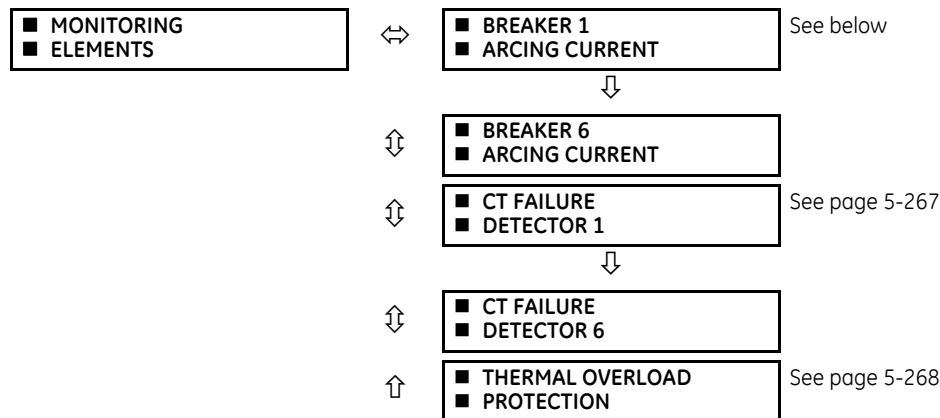 ■ MONITORING
■ ELEMENTS
■ BREAKER 1
■ ARCING CURRENT
See below
■ BREAKER 6
■ ARCING CURRENT
■ CT FAILURE
■ DETECTOR 1
See page 5-267
■ CT FAILURE
■ DETECTOR 6
■ THERMAL OVERLOAD
■ PROTECTION
See page 5-268